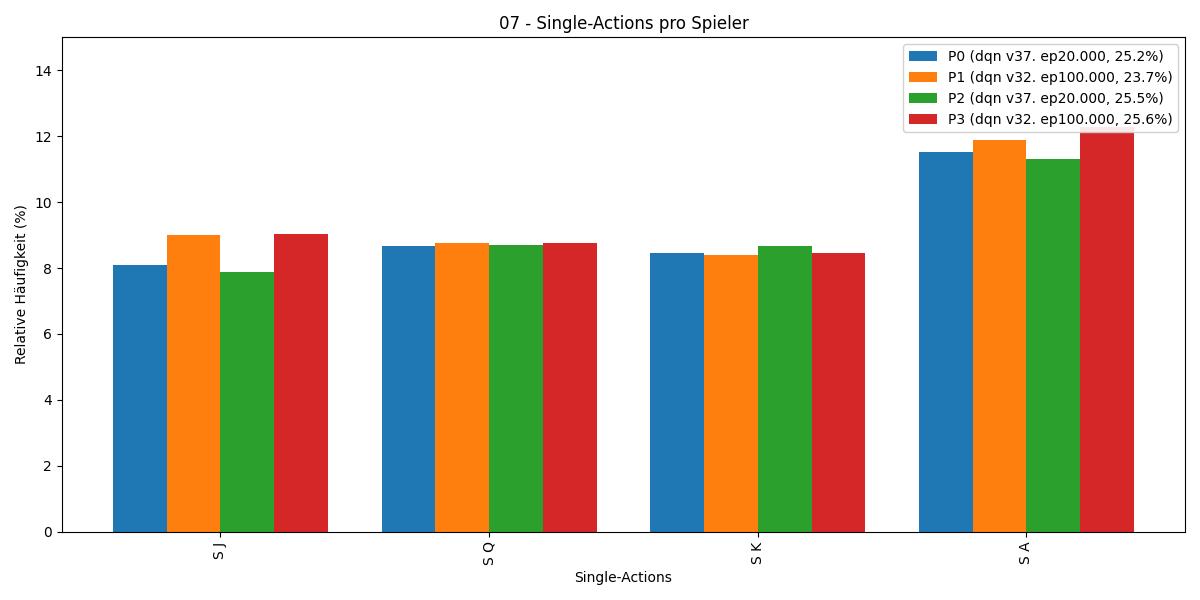 07 - Single-Actions pro Spieler
P0 (dqn v37. ep20.000, 25.2%)
P1 (dqn v32. ep100.000, 23.7%)
P2 (dqn v37. ep20.000, 25.5%)
P3 (dqn v32. ep100.000, 25.6%)
Relative Häufigkeit (%)
14
12
10
8
6
4
2
0
S J
S Q
S K
S A
Single-Actions